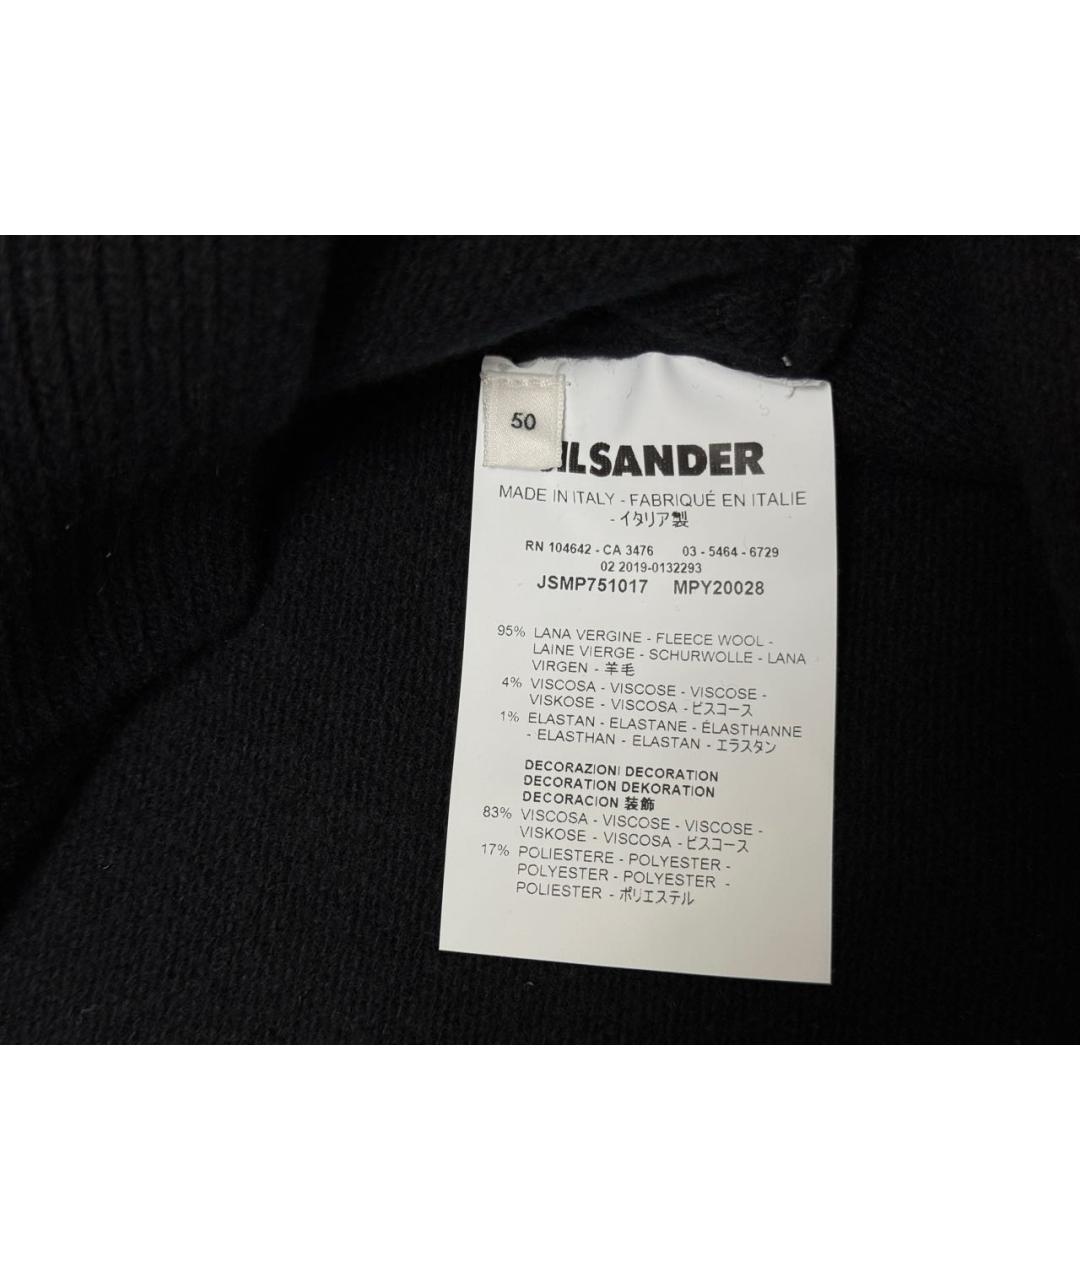 50
JILSANDER
MADE IN ITALY - FABRIQUÉ EN ITALIE
- イタリア製
RN 104642 - CA 3476 03 - 5464 - 6729
02 2019-0132293
JSMP751017 MPY20028
95% LANA VERGINE - FLEECE WOOL -
LAINE VIERGE - SCHURWOLLE - LANA
VIRGEN - 羊毛
4% VISCOSA - VISCOSE - VISCOSE -
VISKOSE - VISCOSA - ビスコース
1% ELASTAN - ELASTANE - ÉLASTHANNE
- ELASTHAN - ELASTAN - エラスタン
DECORAZIONI DECORATION
DECORATION DEKORATION
DECORACION 装飾
83% VISCOSA - VISCOSE - VISCOSE -
VISKOSE - VISCOSA - ビスコース
17% POLIESTERE - POLYESTER -
POLYESTER - POLYESTER -
POLIESTER - ポリエステル